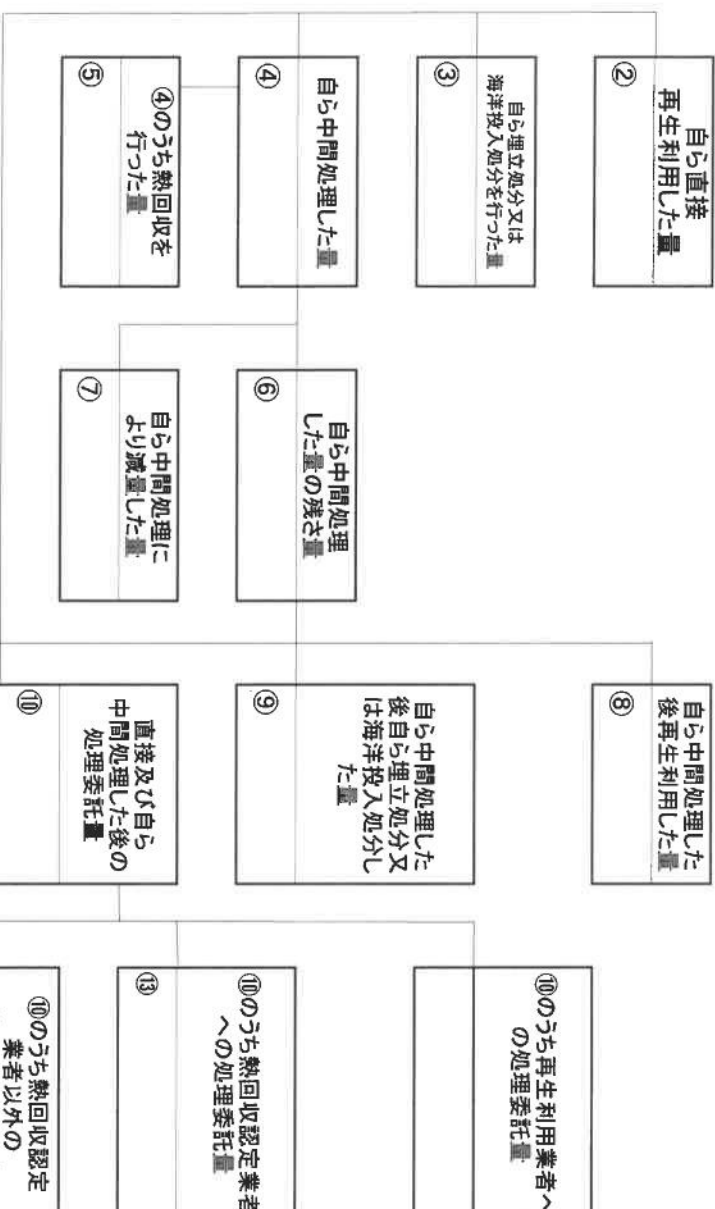 自ら直接
再生利用した量
②
自ら埋立処分又は
海洋投入処分を行った量
③
自ら中間処理した量
④
④のうち熱回収を
行った量
⑤
自ら中間処理
した量の残さ量
⑥
自ら中間処理に
より減量した量
⑦
自ら中間処理した
後再生利用した量
⑧
自ら中間処理した
後自ら埋立処分又
は海洋投入処分し
た量
⑨
直接及び自ら
中間処理した後の
処理委託量
⑩
⑩のうち再生利用業者へ
の処理委託量
⑩のうち熱回収認定業者
への処理委託量
⑬
⑩のうち熱回収認定
業者以外の